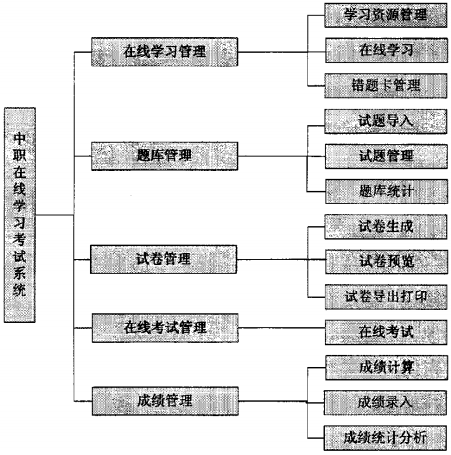 中职在线学习考试系统
在线学习管理
学习资源管理
在线学习
错题卡管理
题库管理
试题导入
试题管理
题库统计
试卷管理
试卷生成
试卷预览
试卷导出打印
在线考试管理
在线考试
成绩管理
成绩计算
成绩录入
成绩统计分析